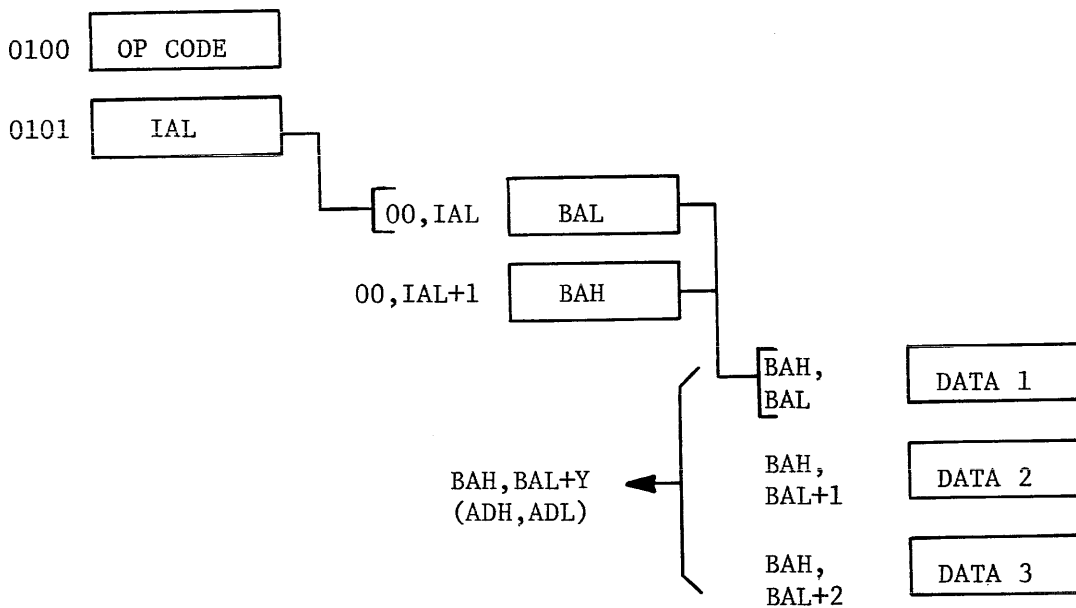 0100 OP CODE
0101 IAL
00,IAL BAL
00,IAL+1 BAH
BAH,
BAL
DATA 1
BAH,BAL+Y
(ADH,ADL)
BAH,
BAL+1
DATA 2
BAH,
BAL+2
DATA 3